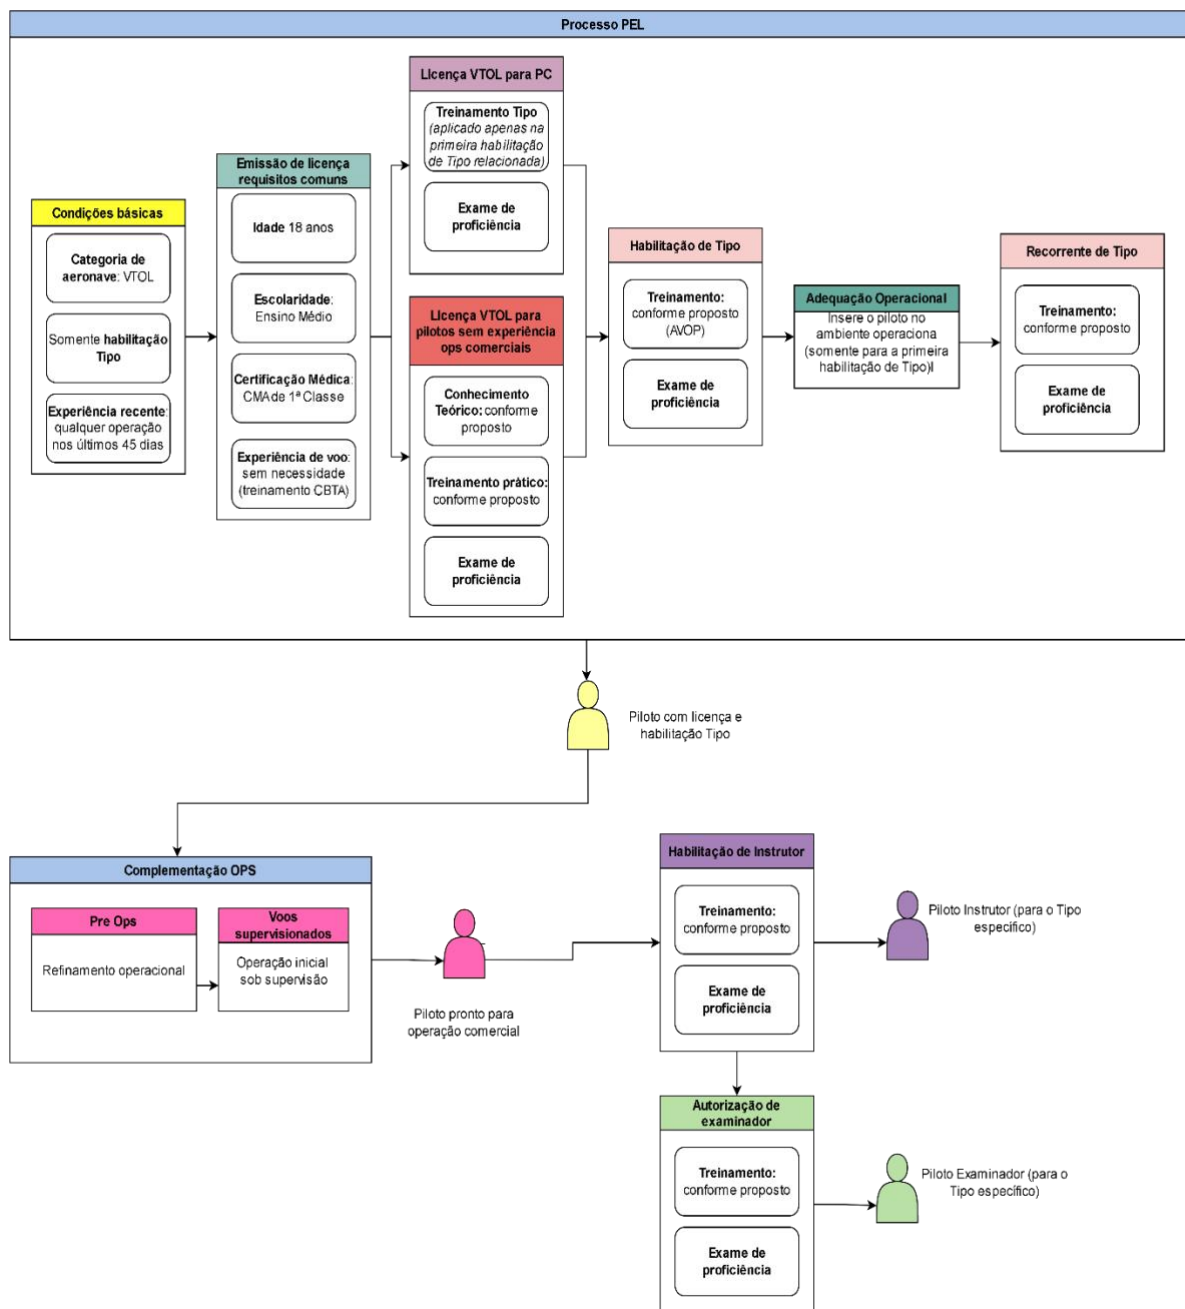 Processo PEL
Condições básicas
Categoria de
aeronave: VTOL
Somente habilitação
Tipo
Experiência recente:
qualquer operação
nos últimos 45 dias
Emissão de licença
requisitos comuns
Idade 18 anos
Escolaridade:
Ensino Médio
Certificação Médica:
CMA de 1ª Classe
Experiência de voo:
sem necessidade
(treinamento CBTA)
Licença VTOL para PC
Treinamento Tipo
(aplicado apenas na
primeira habilitação
de Tipo relacionada)
Exame de
proficiência
Licença VTOL para
pilotos sem experiência
ops comerciais
Conhecimento
Teórico: conforme
proposto
Treinamento prático:
conforme proposto
Exame de
proficiência
Habilitação de Tipo
Treinamento:
conforme proposto
(AVOP)
Exame de
proficiência
Adequação Operacional
Insere o piloto no
ambiente operaciona
(somente para a primeira
habilitação de Tipo)l
Recorrente de Tipo
Treinamento:
conforme proposto
Exame de
proficiência
Piloto com licença e
habilitação Tipo
Complementação OPS
Pre Ops
Refinamento operacional
Voos
supervisionados
Operação inicial
sob supervisão
Piloto pronto para
operação comercial
Habilitação de Instrutor
Treinamento:
conforme proposto
Exame de
proficiência
Piloto Instrutor (para o Tipo
específico)
Autorização de
examinador
Treinamento:
conforme proposto
Exame de
proficiência
Piloto Examinador (para o
Tipo específico)